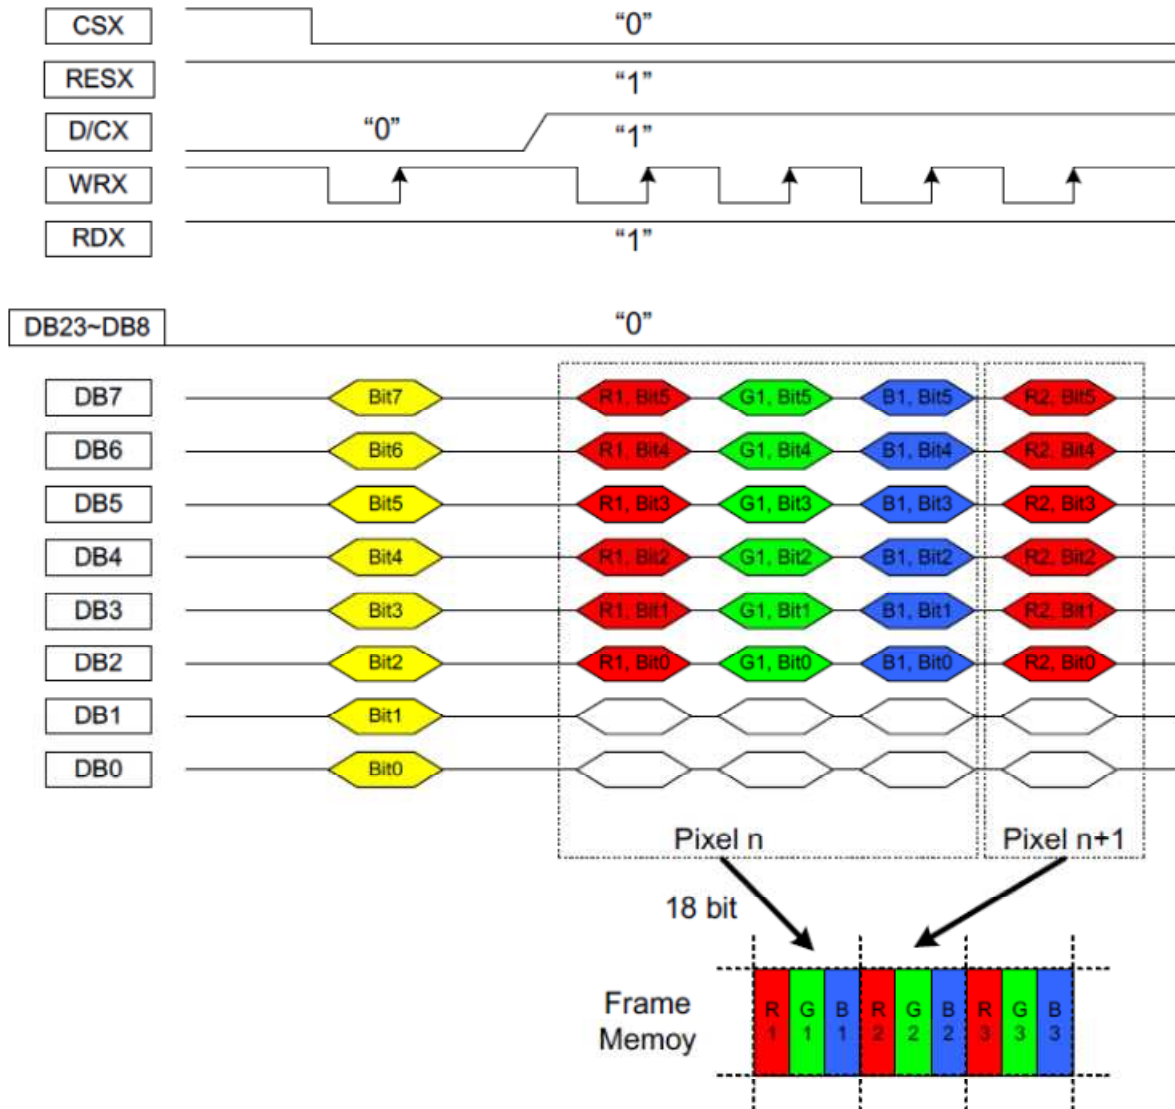 CSX "0"
RESX "1"
D/CX "0" "1"
WRX
RDX "1"
DB23~DB8 "0"
DB7 Bit7 R1, Bit5 G1, Bit5 B1, Bit5 R2, Bit5
DB6 Bit6 R1, Bit4 G1, Bit4 B1, Bit4 R2, Bit4
DB5 Bit5 R1, Bit3 G1, Bit3 B1, Bit3 R2, Bit3
DB4 Bit4 R1, Bit2 G1, Bit2 B1, Bit2 R2, Bit2
DB3 Bit3 R1, Bit1 G1, Bit1 B1, Bit1 R2, Bit1
DB2 Bit2 R1, Bit0 G1, Bit0 B1, Bit0 R2, Bit0
DB1 Bit1
DB0 Bit0
Pixel n Pixel n+1
18 bit
Frame
Memoy
R G B R G B R G B
1 1 1 2 2 2 3 3 3